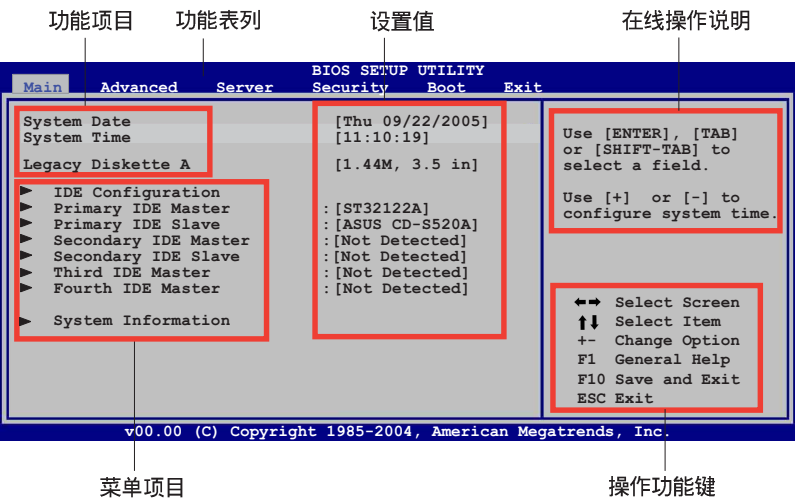 功能项目 功能表列 设置值 在线操作说明
BIOS SETUP UTILITY
Main Advanced Server Security Boot Exit
System Date [Thu 09/22/2005]
System Time [11:10:19]
Legacy Diskette A [1.44M, 3.5 in]
IDE Configuration
Primary IDE Master :[ST32122A]
Primary IDE Slave :[ASUS CD-S520A]
Secondary IDE Master :[Not Detected]
Secondary IDE Slave :[Not Detected]
Third IDE Master :[Not Detected]
Fourth IDE Master :[Not Detected]
System Information
Use [ENTER], [TAB]
or [SHIFT-TAB] to
select a field.
Use [+] or [-] to
configure system time.
←→ Select Screen
↑↓ Select Item
+- Change Option
F1 General Help
F10 Save and Exit
ESC Exit
v00.00 (C) Copyright 1985-2004, American Megatrends, Inc.
菜单项目 操作功能键